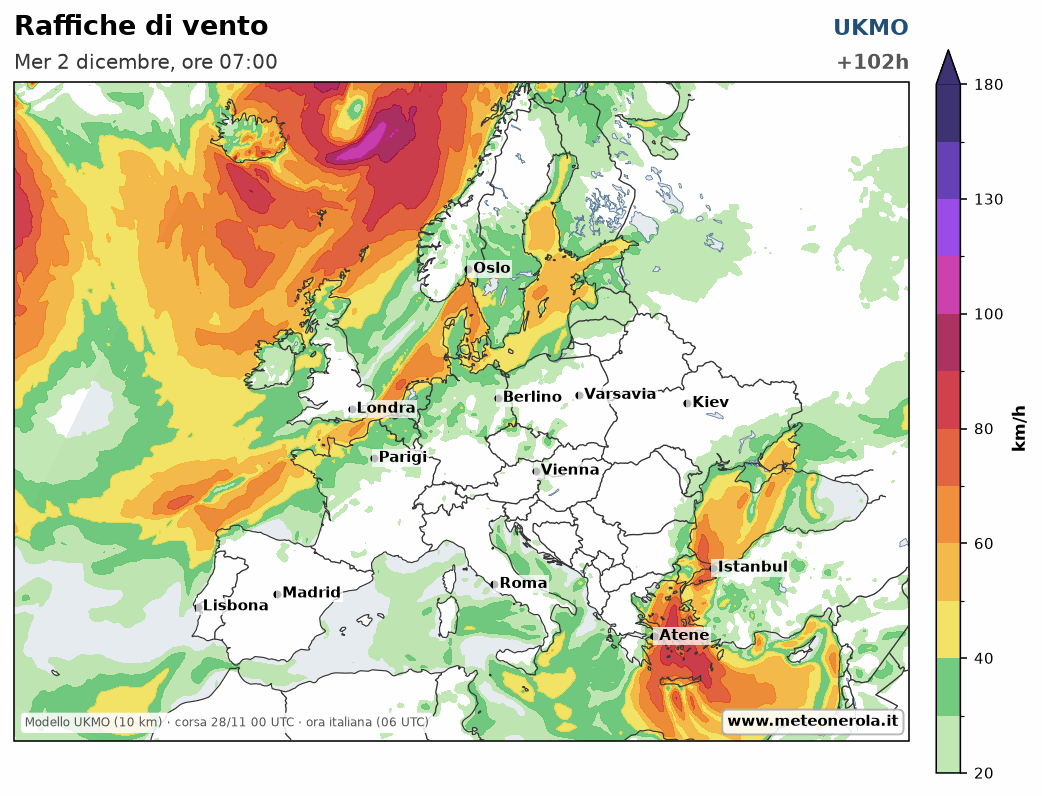 Raffiche di vento
UKMO
Mer 2 dicembre, ore 07:00
+102h
180
130
100
80
60
40
20
km/h
Oslo
Londra
Berlino
Varsavia
Kiev
Parigi
Vienna
Istanbul
Roma
Madrid
Lisbona
Atene
Modello UKMO (10 km) · corsa 28/11 00 UTC · ora italiana (06 UTC)
www.meteonerola.it